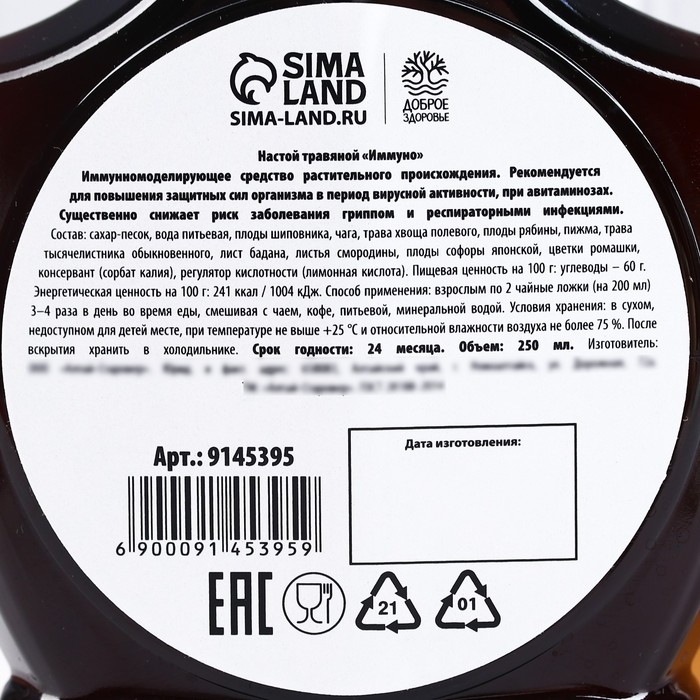 SIMA
LAND
SIMA-LAND.RU
ДОБРОЕ
ЗДОРОВЬЕ
Настой травяной «Иммуно»
Иммунномоделирующее средство растительного происхождения. Рекомендуется
для повышения защитных сил организма в период вирусной активности, при авитаминозах.
Существенно снижает риск заболевания гриппом и респираторными инфекциями.
Состав: сахар-песок, вода питьевая, плоды шиповника, чага, трава хвоща полевого, плоды рябины, пижма, трава
тысячелистника обыкновенного, лист бадана, листья смородины, плоды софоры японской, цветки ромашки,
консервант (сорбат калия), регулятор кислотности (лимонная кислота). Пищевая ценность на 100 г: углеводы – 60 г.
Энергетическая ценность на 100 г: 241 ккал / 1004 кДж. Способ применения: взрослым по 2 чайные ложки (на 200 мл)
3–4 раза в день во время еды, смешивая с чаем, кофе, питьевой, минеральной водой. Условия хранения: в сухом,
недоступном для детей месте, при температуре не выше +25 °С и относительной влажности воздуха не более 75 %. После
вскрытия хранить в холодильнике. Срок годности: 24 месяца. Объем: 250 мл. Изготовитель:
Арт.: 9145395
Дата изготовления:
6 900091 453959
ЕАС
21
01